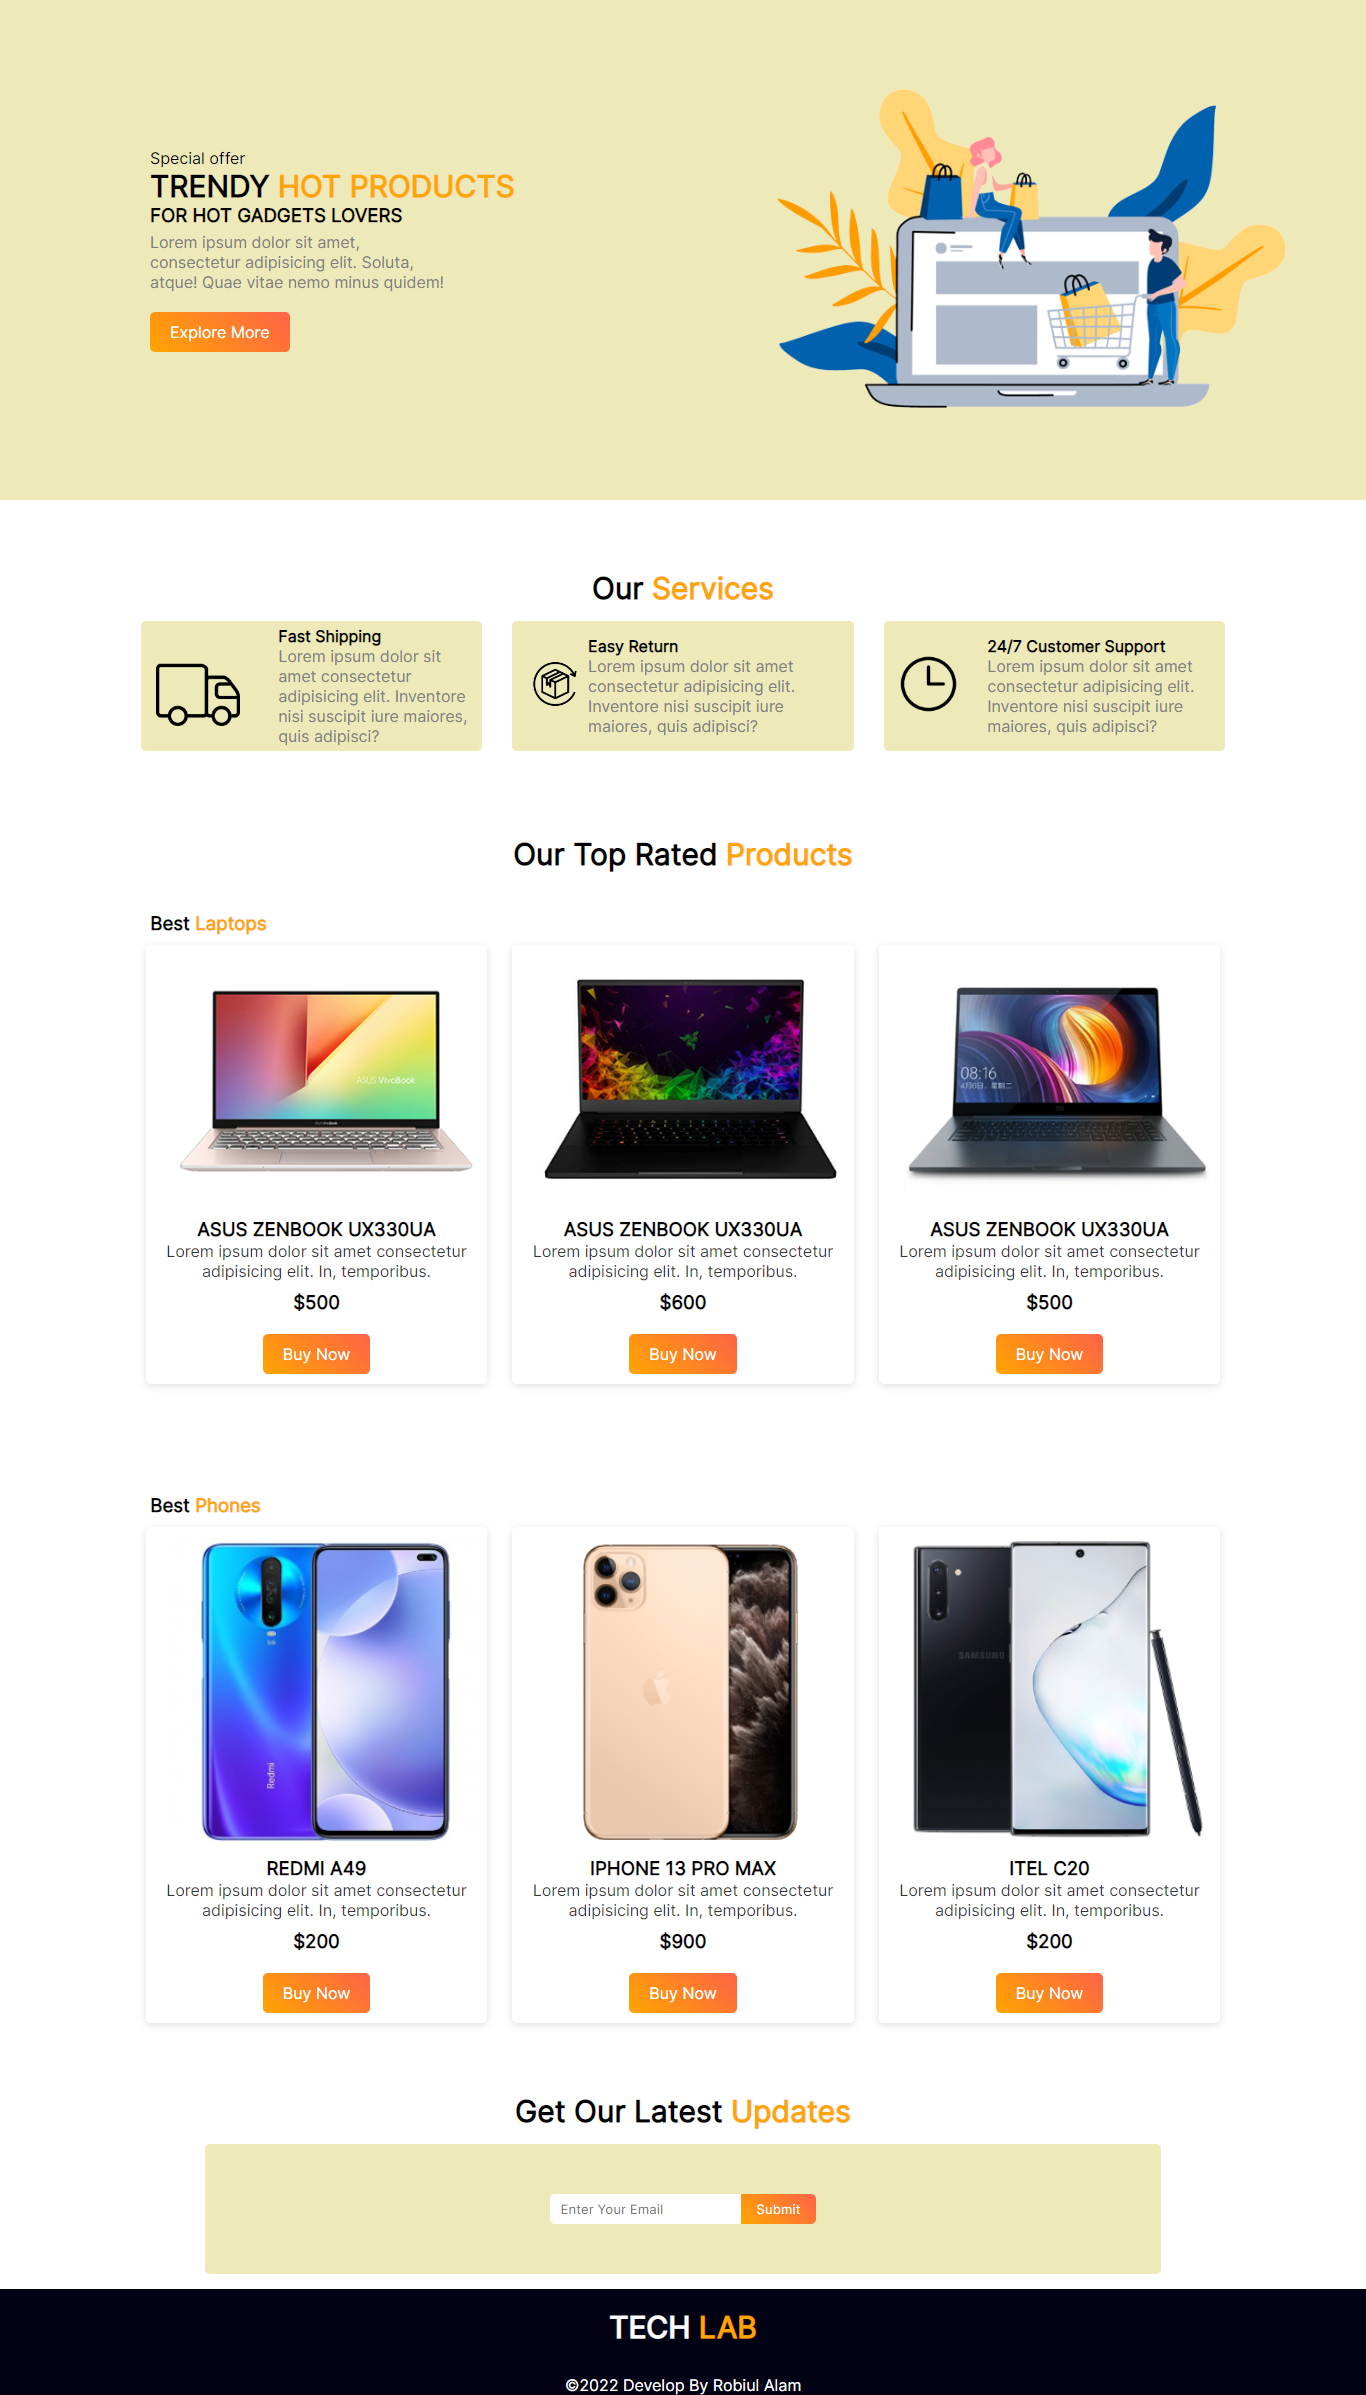 Special offer
TRENDY HOT PRODUCTS
FOR HOT GADGETS LOVERS
Lorem ipsum dolor sit amet,
consectetur adipisicing elit. Soluta,
atque! Quae vitae nemo minus quidem!
Explore More
Our Services
Fast Shipping
Lorem ipsum dolor sit
amet consectetur
adipisicing elit. Inventore
nisi suscipit iure maiores,
quis adipisci?
Easy Return
Lorem ipsum dolor sit amet
consectetur adipisicing elit.
Inventore nisi suscipit iure
maiores, quis adipisci?
24/7 Customer Support
Lorem ipsum dolor sit amet
consectetur adipisicing elit.
Inventore nisi suscipit iure
maiores, quis adipisci?
Our Top Rated Products
Best Laptops
ASUS VivoBook
08:16
ASUS ZENBOOK UX330UA
Lorem ipsum dolor sit amet consectetur
adipisicing elit. In, temporibus.
$500
Buy Now
ASUS ZENBOOK UX330UA
Lorem ipsum dolor sit amet consectetur
adipisicing elit. In, temporibus.
$600
Buy Now
ASUS ZENBOOK UX330UA
Lorem ipsum dolor sit amet consectetur
adipisicing elit. In, temporibus.
$500
Buy Now
Best Phones
5G
Redmi
SAMSUNG
REDMI A49
Lorem ipsum dolor sit amet consectetur
adipisicing elit. In, temporibus.
$200
Buy Now
IPHONE 13 PRO MAX
Lorem ipsum dolor sit amet consectetur
adipisicing elit. In, temporibus.
$900
Buy Now
ITEL C20
Lorem ipsum dolor sit amet consectetur
adipisicing elit. In, temporibus.
$200
Buy Now
Get Our Latest Updates
Enter Your Email
Submit
TECH LAB
©2022 Develop By Robiul Alam